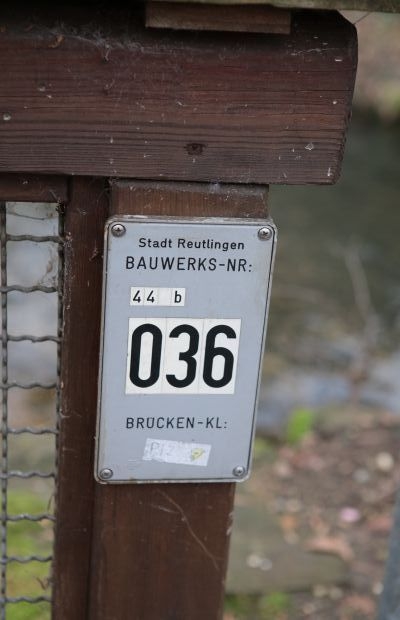 Stadt Reutlingen
BAUWERKS-NR:
44 b
036
BRÜCKEN-KL: